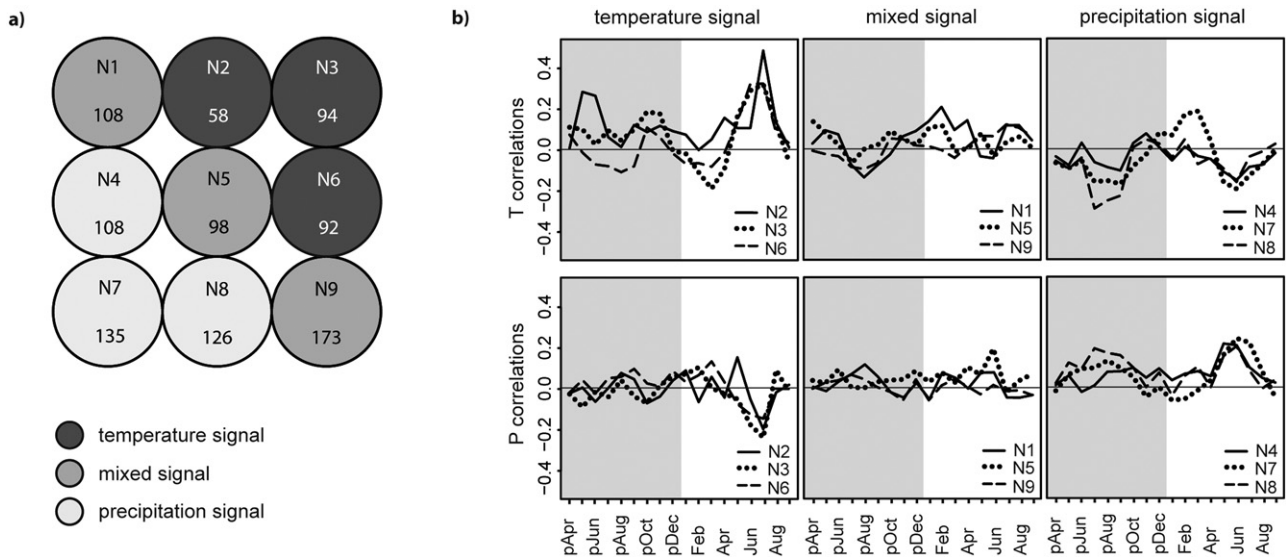 a)
N1
108
N2
58
N3
94
N4
108
N5
98
N6
92
N7
135
N8
126
N9
173
temperature signal
mixed signal
precipitation signal
b)
temperature signal
mixed signal
precipitation signal
T correlations
0.4
0.2
0.0
−0.2
−0.4
N2
N3
N6
N1
N5
N9
N4
N7
N8
P correlations
0.4
0.2
0.0
−0.2
−0.4
N2
N3
N6
N1
N5
N9
N4
N7
N8
pApr
pJun
pAug
pOct
pDec
Feb
Apr
Jun
Aug
pApr
pJun
pAug
pOct
pDec
Feb
Apr
Jun
Aug
pApr
pJun
pAug
pOct
pDec
Feb
Apr
Jun
Aug